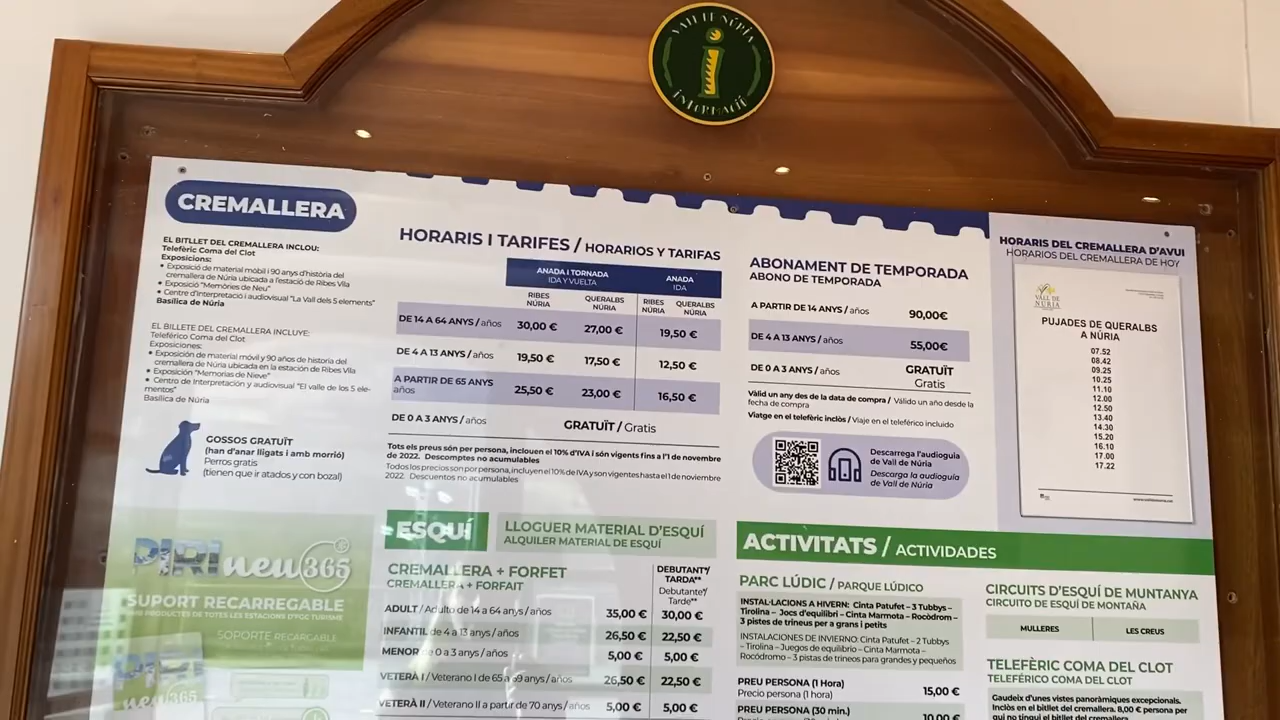 VALL DE NÚRIA
INFORMACIÓ
CREMALLERA
EL BITLLET DEL CREMALLERA INCLOU:
Telefèric Coma del Clot
Exposicions:
• Exposició de material mòbil i 90 anys d'història del
cremallera de Núria ubicada a l'estació de Ribes Vila
• Exposició "Memòries de Neu"
• Centre d'Interpretació i audiovisual "La Vall dels 5 elements"
Basílica de Núria
EL BILLETE DEL CREMALLERA INCLUYE:
Teleférico Coma del Clot
Exposiciones:
• Exposición de material móvil y 90 años de historia del
cremallera de Núria ubicada en la estación de Ribes Vila
• Exposición "Memorias de Nieve"
• Centro de Interpretación y audiovisual "El valle de los 5 ele-
mentos"
Basílica de Núria
GOSSOS GRATUÏT
(han d'anar lligats i amb morrió)
Perros gratis
(tienen que ir atados y con bozal)
HORARIS I TARIFES / HORARIOS Y TARIFAS
ANADA I TORNADA
IDA Y VUELTA
ANADA
IDA
RIBES NÚRIA
QUERALBS NÚRIA
RIBES NÚRIA
QUERALBS NÚRIA
DE 14 A 64 ANYS / años 30,00 € 27,00 € 19,50 €
DE 4 A 13 ANYS / años 19,50 € 17,50 € 12,50 €
A PARTIR DE 65 ANYS
años 25,50 € 23,00 € 16,50 €
DE 0 A 3 ANYS / años GRATUÏT / Gratis
Tots els preus són per persona, inclouen el 10% d'IVA i són vigents fins a l'1 de novembre
de 2022. Descomptes no acumulables
Todos los precios son por persona, incluyen el 10% de IVA y son vigentes hasta el 1 de noviembre
2022. Descuentos no acumulables
ABONAMENT DE TEMPORADA
ABONO DE TEMPORADA
A PARTIR DE 14 ANYS / años 90,00€
DE 4 A 13 ANYS / años 55,00€
DE 0 A 3 ANYS / años GRATUÏT
Gratis
Vàlid un any des de la data de compra / Válido un año desde la
fecha de compra
Viatge en el telefèric inclòs / Viaje en el teleférico incluido
Descarrega l'audioguia
de Vall de Núria
Descarga la audioguía
de Vall de Núria
HORARIS DEL CREMALLERA D'AVUI
HORARIOS DEL CREMALLERA DE HOY
VALL DE
NÚRIA
PUJADES DE QUERALBS
A NÚRIA
07.52
08.42
09.25
10.25
11.10
12.00
12.50
13.40
14.30
15.20
16.10
17.00
17.22
PIRINEU365
SUPORT RECARREGABLE
SOPORTE RECARGABLE
PIRI
neu365
ESQUÍ
LLOGUER MATERIAL D'ESQUÍ
ALQUILER MATERIAL DE ESQUÍ
CREMALLERA + FORFET
CREMALLERA + FORFAIT
DEBUTANT*/
TARDA**
Debutante*/
Tarde**
ADULT / Adulto de 14 a 64 anys / años 35,00 € 30,00 €
INFANTIL de 4 a 13 anys / años 26,50 € 22,50 €
MENOR de 0 a 3 anys / años 5,00 € 5,00 €
VETERÀ I / Veterano I de 65 a 69 anys / años 26,50 € 22,50 €
VETERÀ II / Veterano II a partir de 70 anys / años 5,00 € 5,00 €
ACTIVITATS / ACTIVIDADES
PARC LÚDIC / PARQUE LÚDICO
INSTAL·LACIONS A HIVERN: Cinta Patufet – 3 Tubbys –
Tirolina – Jocs d'equilibri – Cinta Marmota – Rocòdrom –
3 pistes de trineus per a grans i petits
INSTALACIONES DE INVIERNO: Cinta Patufet – 2 Tubbys
– Tirolina – Juegos de equilibrio – Cinta Marmota –
Rocódromo – 3 pistas de trineos para grandes y pequeños
PREU PERSONA (1 Hora)
Precio persona (1 hora) 15,00 €
PREU PERSONA (30 min.) 10,00 €
CIRCUITS D'ESQUÍ DE MUNTANYA
CIRCUITO DE ESQUÍ DE MONTAÑA
MULLERES LES CREUS
TELEFÈRIC COMA DEL CLOT
TELEFÉRICO COMA DEL CLOT
Gaudeix d'unes vistes panoràmiques excepcionals.
Inclòs en el bitllet del cremallera. 8,00 € persona per